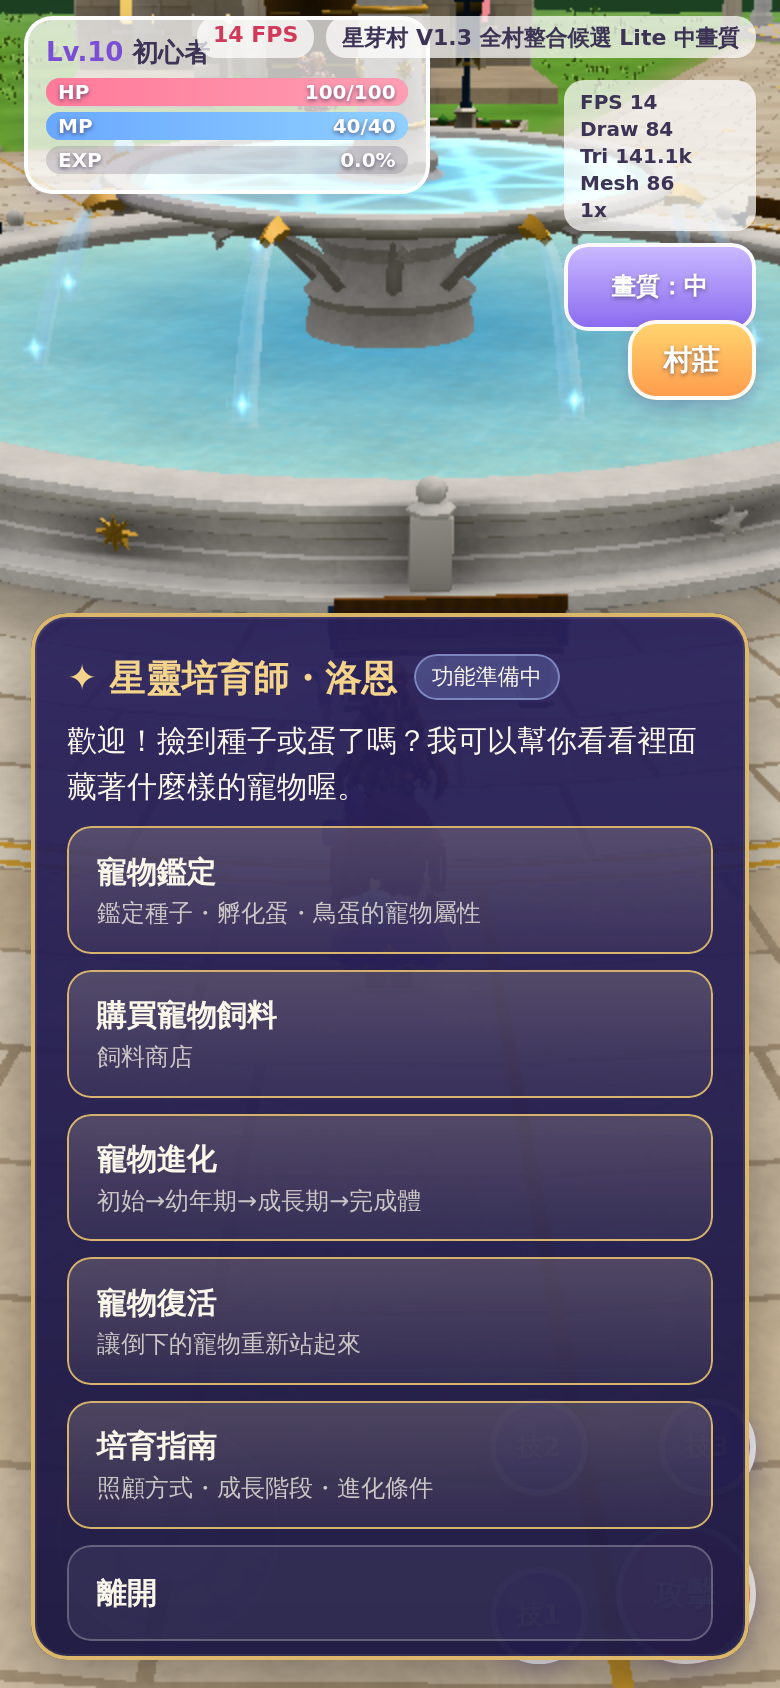 Lv.10 初心者
14 FPS
星芽村 V1.3 全村整合候選 Lite 中畫質
HP 100/100
MP 40/40
EXP 0.0%
FPS 14
Draw 84
Tri 141.1k
Mesh 86
1x
畫質：中
村莊
✦ 星靈培育師・洛恩
功能準備中
歡迎！撿到種子或蛋了嗎？我可以幫你看看裡面
藏著什麼樣的寵物喔。
寵物鑑定
鑑定種子・孵化蛋・鳥蛋的寵物屬性
購買寵物飼料
飼料商店
寵物進化
初始→幼年期→成長期→完成體
寵物復活
讓倒下的寵物重新站起來
培育指南
照顧方式・成長階段・進化條件
技2
技3
離開
技1
攻擊